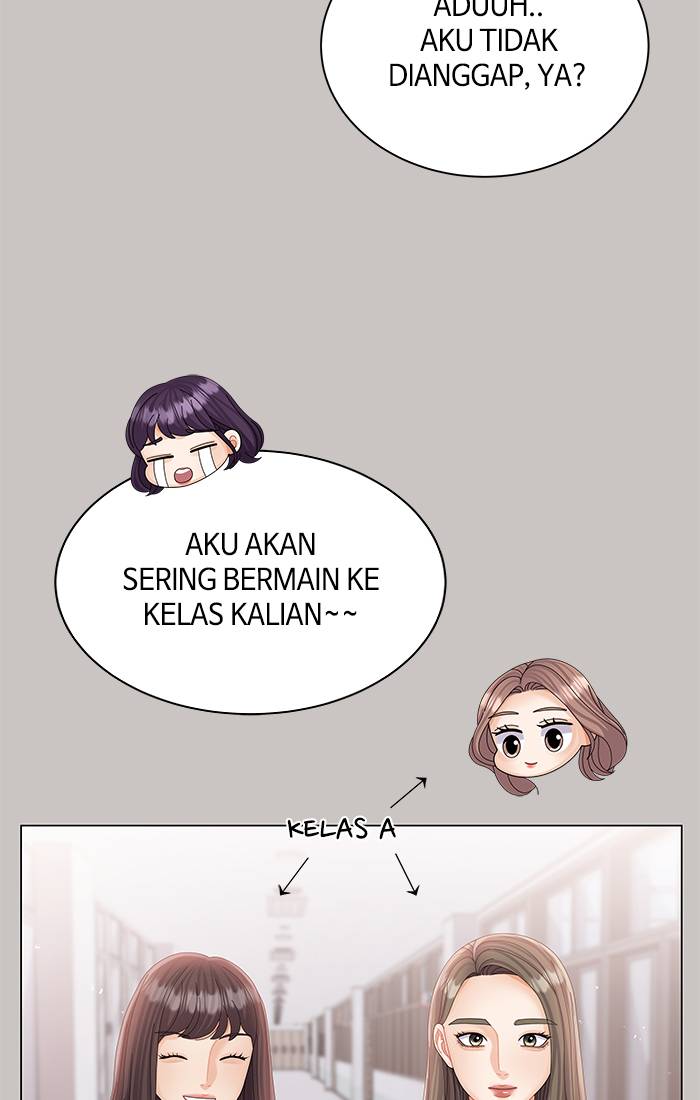 ADUUH..
AKU TIDAK
DIANGGAP, YA?
AKU AKAN
SERING BERMAIN KE
KELAS KALIAN~~
KELAS A